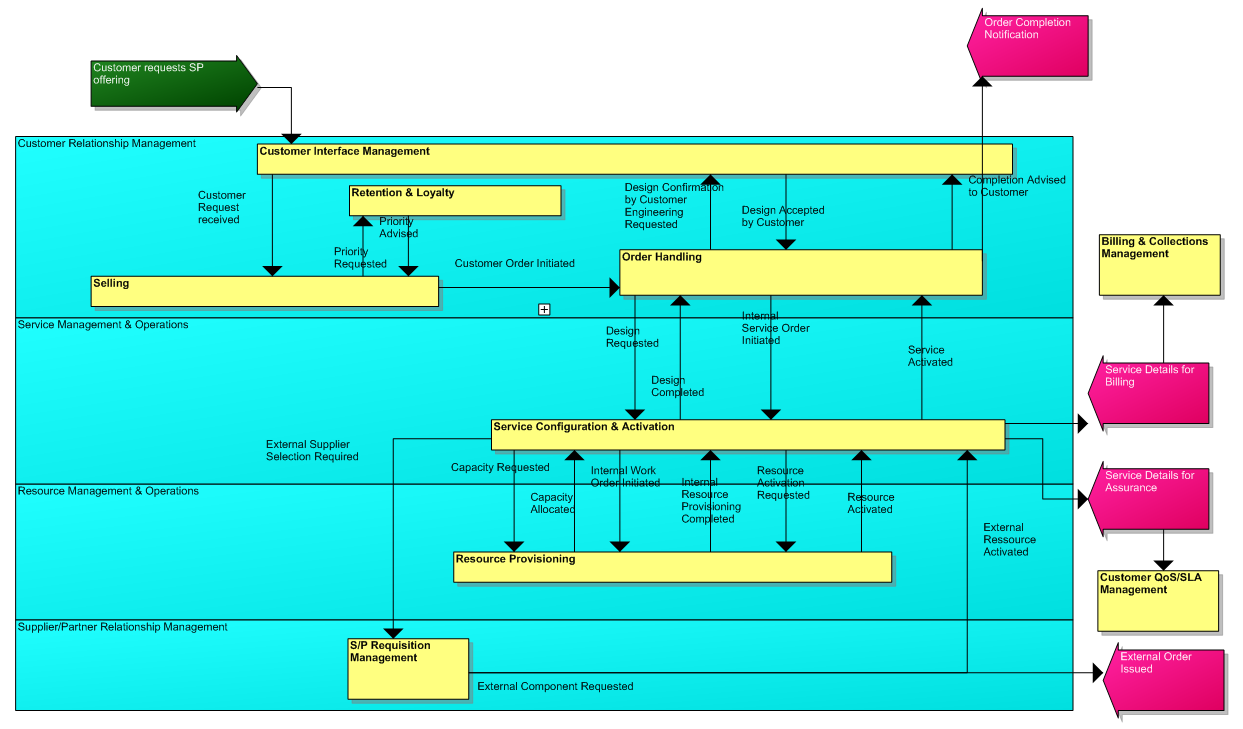 Order Completion
Notification
Customer requests SP
offering
Customer Relationship Management
Customer Interface Management
Customer
Request
received
Retention & Loyalty
Priority
Advised
Priority
Requested
Design Confirmation
by Customer
Engineering
Requested
Design Accepted
by Customer
Completion Advised
to Customer
Selling
Customer Order Initiated
Order Handling
Billing & Collections
Management
Service Management & Operations
Design
Requested
Design
Completed
Internal
Service Order
Initiated
Service
Activated
Service Details for
Billing
Service Configuration & Activation
External Supplier
Selection Required
Capacity Requested
Capacity
Allocated
Internal Work
Order Initiated
Internal
Resource
Provisioning
Completed
Resource
Activation
Requested
Resource
Activated
Service Details for
Assurance
Resource Management & Operations
External
Ressource
Activated
Resource Provisioning
Customer QoS/SLA
Management
Supplier/Partner Relationship Management
S/P Requisition
Management
External Component Requested
External Order
Issued